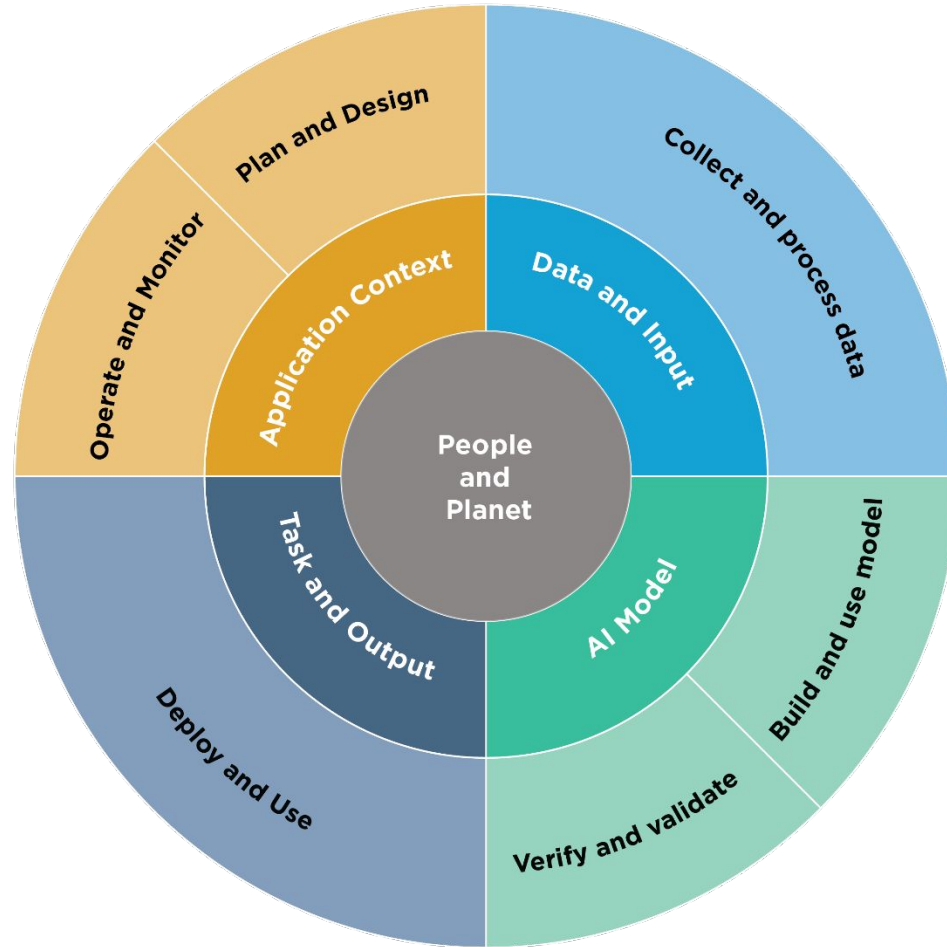 Plan and Design
Collect and process data
Operate and Monitor
Application Context
Data and Input
People
and
Planet
Task and Output
AI Model
Build and use model
Deploy and Use
Verify and validate